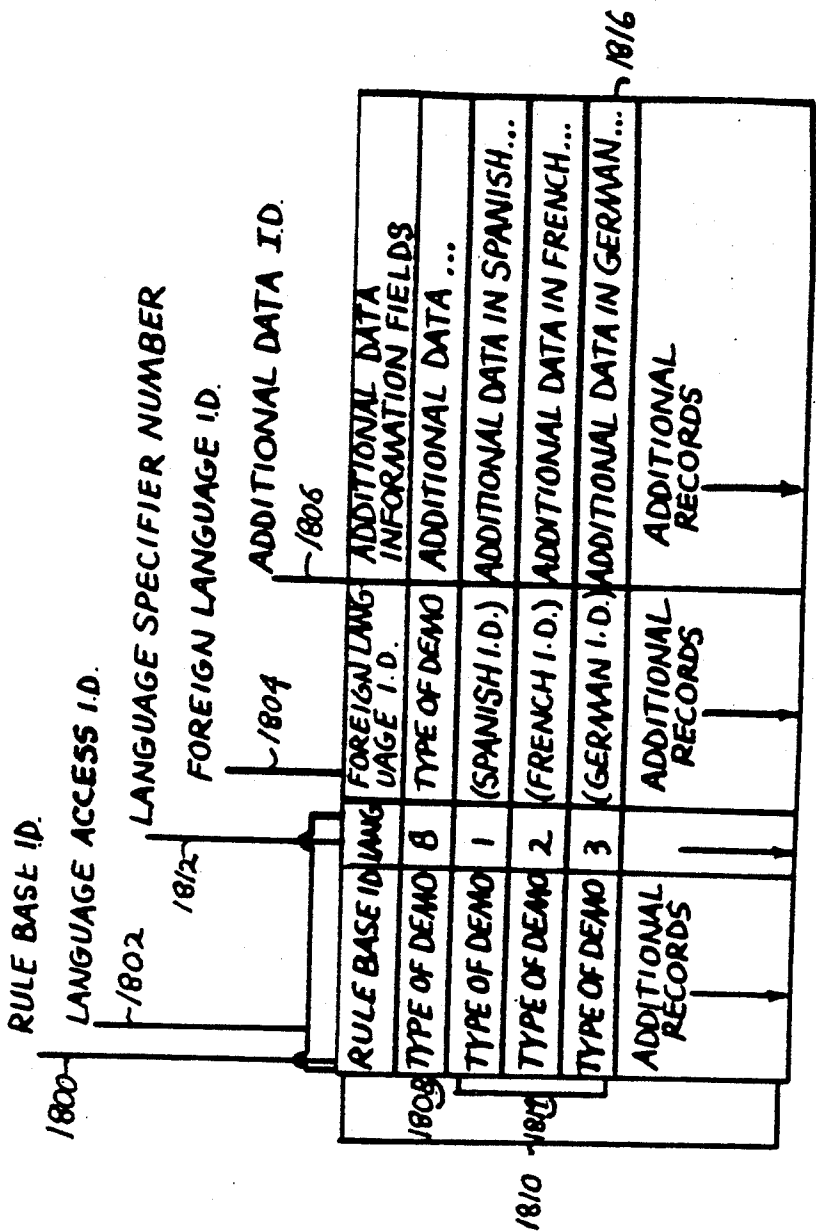 RULE BASE ID.
1800
LANGUAGE ACCESS I.D.
1802
LANGUAGE SPECIFIER NUMBER
1812
FOREIGN LANGUAGE I.D.
1804
ADDITIONAL DATA I.D.
1806
RULE BASE ID LANG FOREIGN LANG- ADDITIONAL DATA
UAGE I.D. INFORMATION FIELDS
1808 TYPE OF DEMO B TYPE OF DEMO ADDITIONAL DATA ...
TYPE OF DEMO 1 (SPANISH I.D.) ADDITIONAL DATA IN SPANISH...
TYPE OF DEMO 2 (FRENCH I.D.) ADDITIONAL DATA IN FRENCH...
TYPE OF DEMO 3 (GERMAN I.D.) ADDITIONAL DATA IN GERMAN...
1816
1810
ADDITIONAL RECORDS
ADDITIONAL RECORDS
ADDITIONAL RECORDS